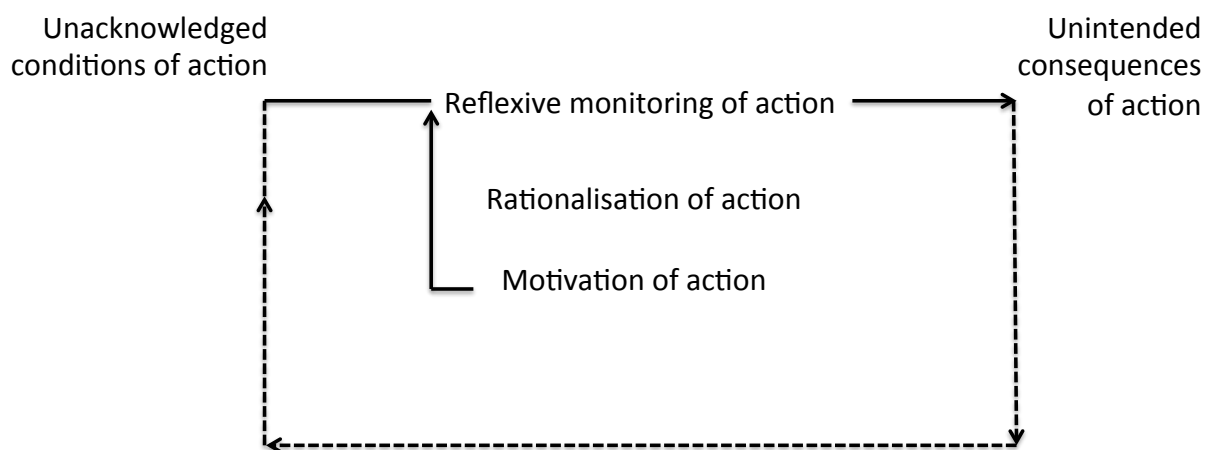 Unacknowledged
conditions of action
Unintended
consequences
of action
Reflexive monitoring of action
Rationalisation of action
Motivation of action